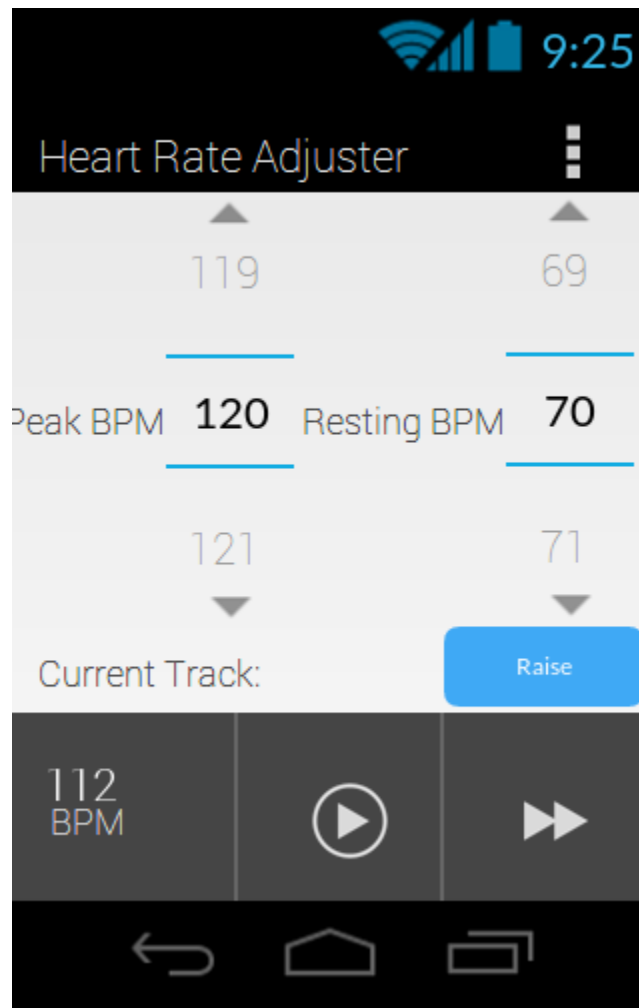 9:25
Heart Rate Adjuster
119 69
Peak BPM 120 Resting BPM 70
121 71
Current Track: Raise
112
BPM